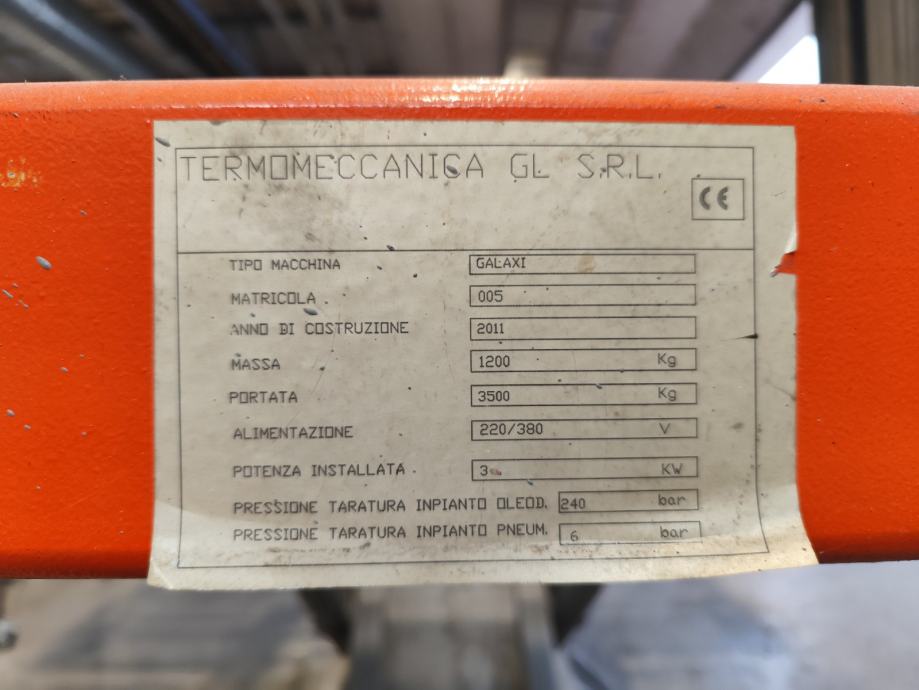 TERMOMECCANICA GL S.R.L.
CE
TIPO MACCHINA GALAXI
MATRICOLA 005
ANNO DI COSTRUZIONE 2011
MASSA 1200 Kg
PORTATA 3500 Kg
ALIMENTAZIONE 220/380 V
POTENZA INSTALLATA 3 KW
PRESSIONE TARATURA INPIANTO OLEOD. 240 bar
PRESSIONE TARATURA INPIANTO PNEUM. 6 bar